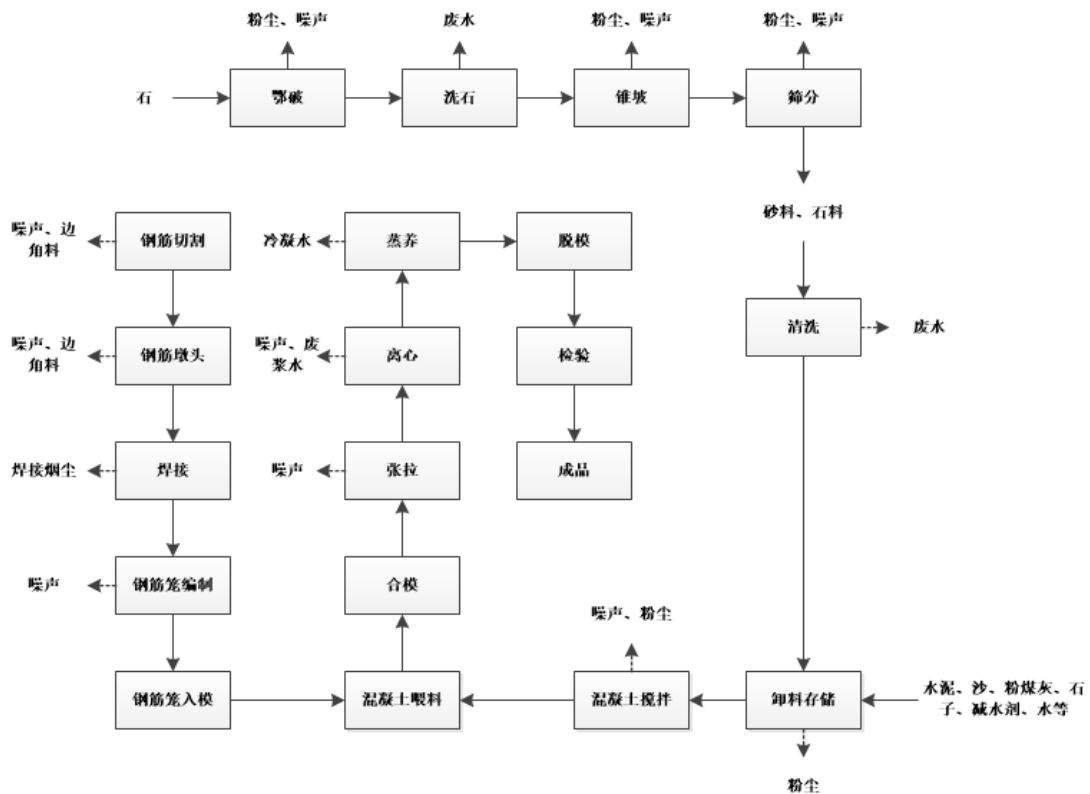 粉尘、噪声
废水
粉尘、噪声
粉尘、噪声
石
鄂破
洗石
锥坡
筛分
砂料、石料
噪声、边
角料
钢筋切割
冷凝水
蒸养
脱模
清洗
废水
噪声、边
角料
钢筋墩头
噪声、废
浆水
离心
检验
焊接烟尘
焊接
噪声
张拉
成品
噪声
钢筋笼编制
合模
噪声、粉尘
钢筋笼入模
混凝土喂料
混凝土搅拌
卸料存储
水泥、沙、粉煤灰、石
子、减水剂、水等
粉尘